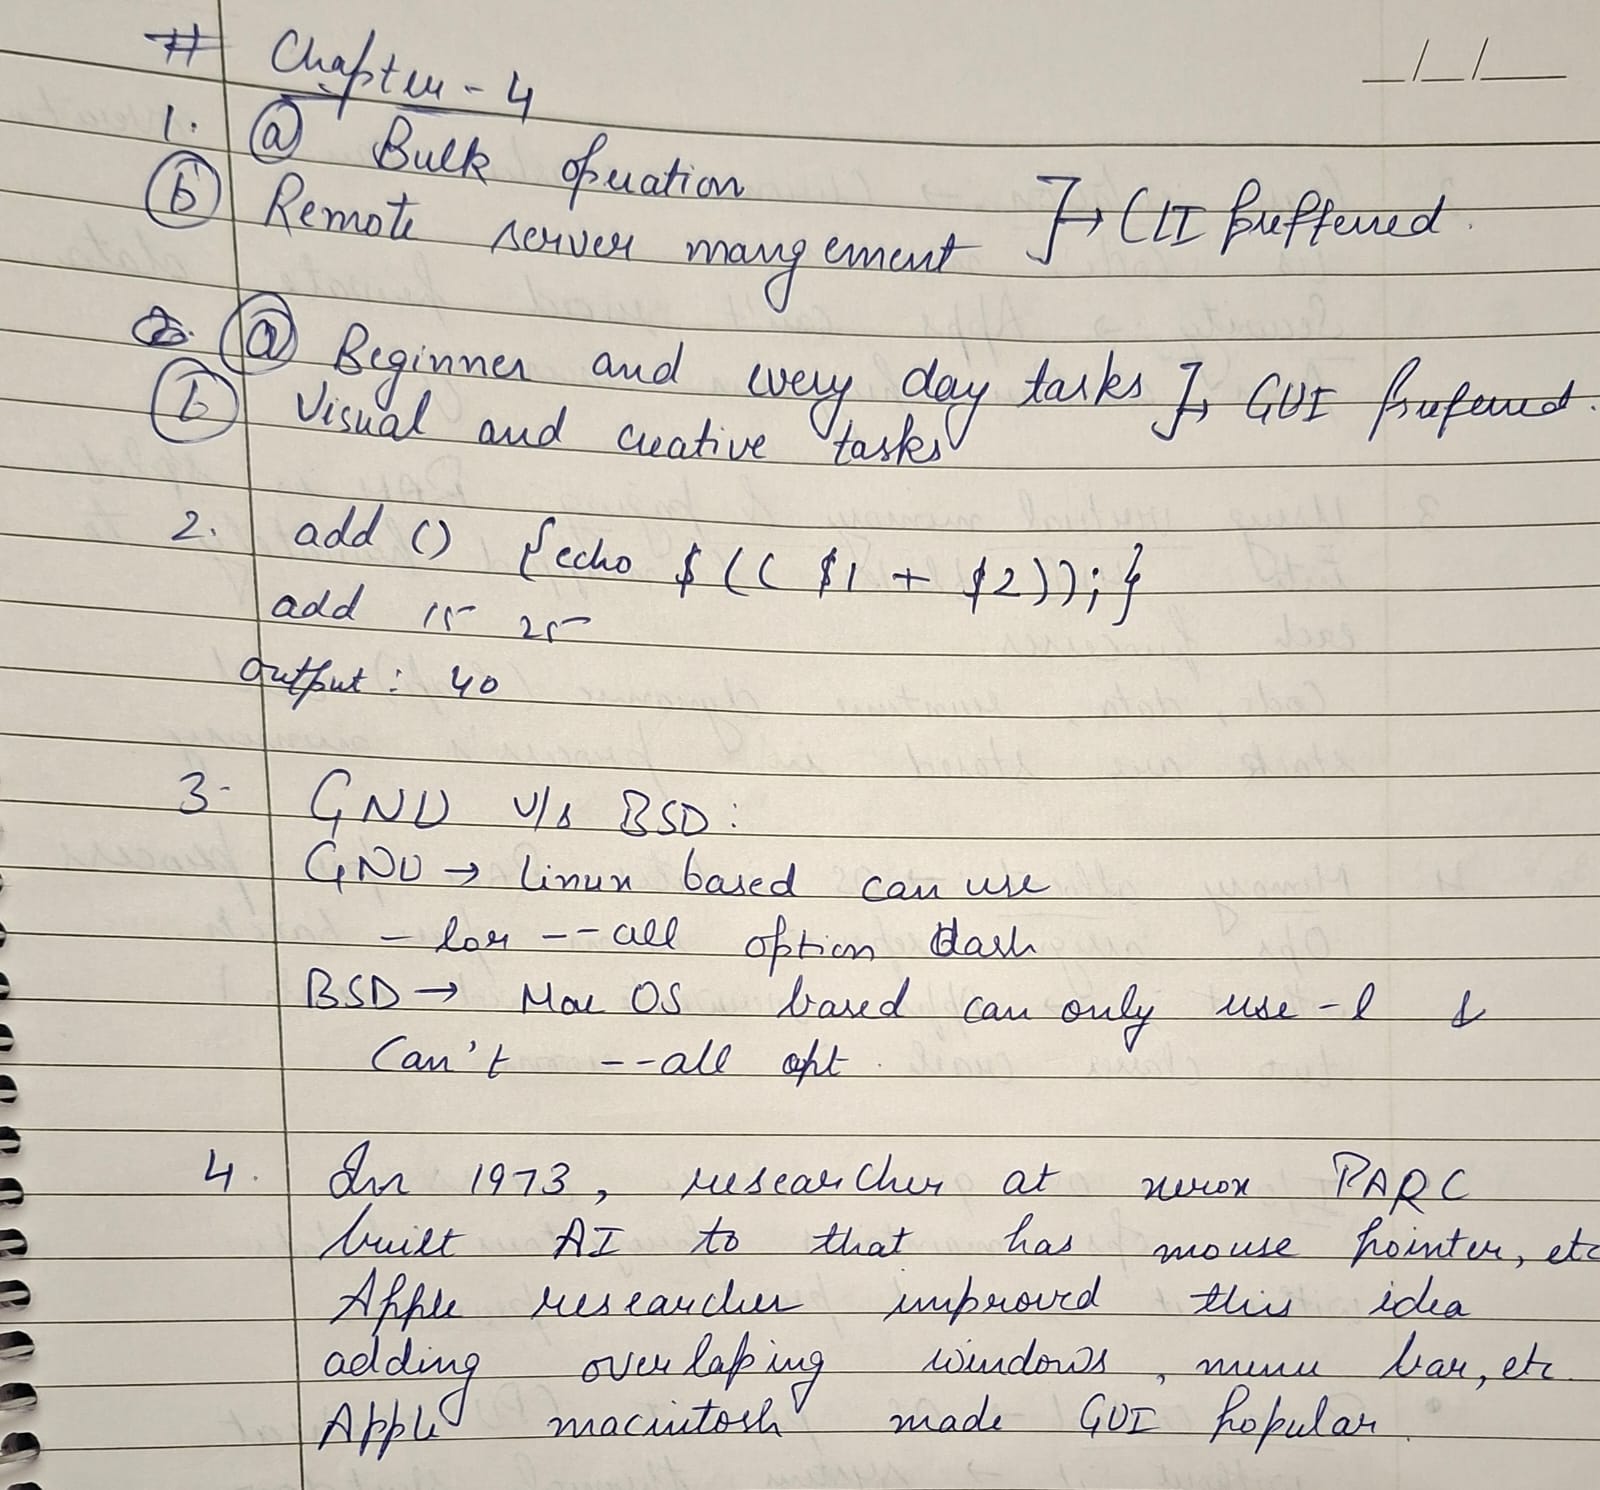 # Chapter - 4
1. (a) Bulk operation
(b) Remote server mangement ]→ CLI preffered.
(a) Beginner and every day tasks ]→ GUI preferred.
(b) Visual and creative tasks
2. add () {echo $(( $1 + $2));}
add 15 25
output : 40
3- GNU v/s BSD:
GNU → linux based can use
- l or --all option dash
BSD → Mac OS based can only use -l &
Can't --all opt.
4. In 1973, researcher at xerox PARC
built AI to that has mouse pointer, etc
Apple researcher improved this idea
adding overlaping windows, menu bar, etc.
Apple macintosh made GUI popular.